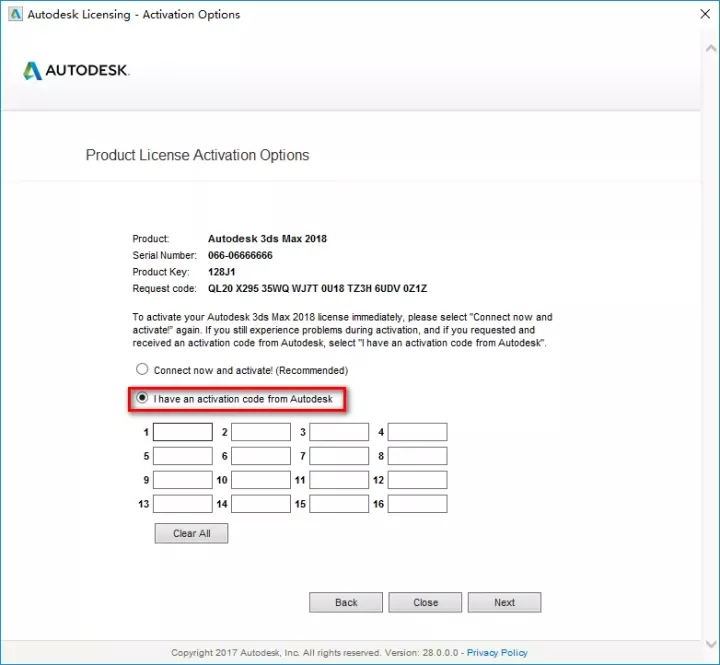 Autodesk Licensing - Activation Options
AUTODESK.
Product License Activation Options
Product: Autodesk 3ds Max 2018
Serial Number: 066-06666666
Product Key: 128J1
Request code: QL20 X295 35WQ WJ7T 0U18 TZ3H 6UDV 0Z1Z
To activate your Autodesk 3ds Max 2018 license immediately, please select "Connect now and
activate!" again. If you still experience problems during activation, and if you requested and
received an activation code from Autodesk, select "I have an activation code from Autodesk".
Connect now and activate! (Recommended)
I have an activation code from Autodesk
1 2 3 4
5 6 7 8
9 10 11 12
13 14 15 16
Clear All
Back Close Next
Copyright 2017 Autodesk, Inc. All rights reserved. Version: 28.0.0.0 - Privacy Policy